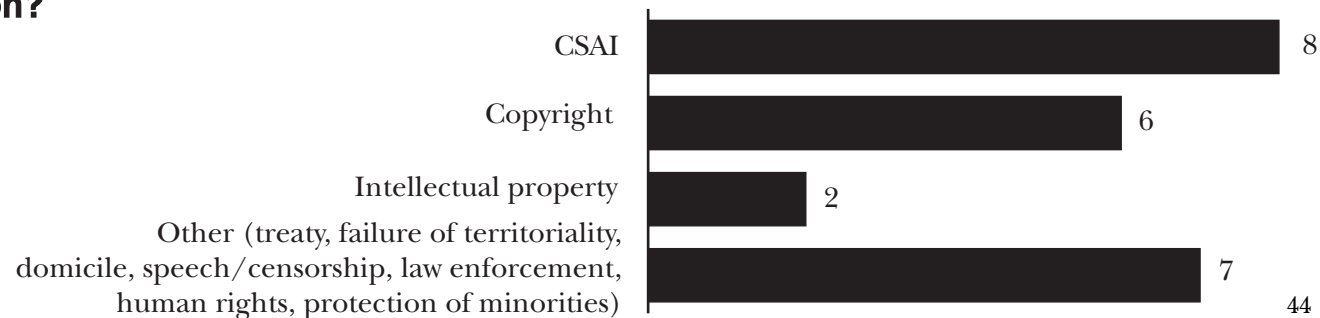 on?
CSAI
8
Copyright
6
Intellectual property
2
Other (treaty, failure of territoriality,
domicile, speech/censorship, law enforcement,
human rights, protection of minorities)
7
44